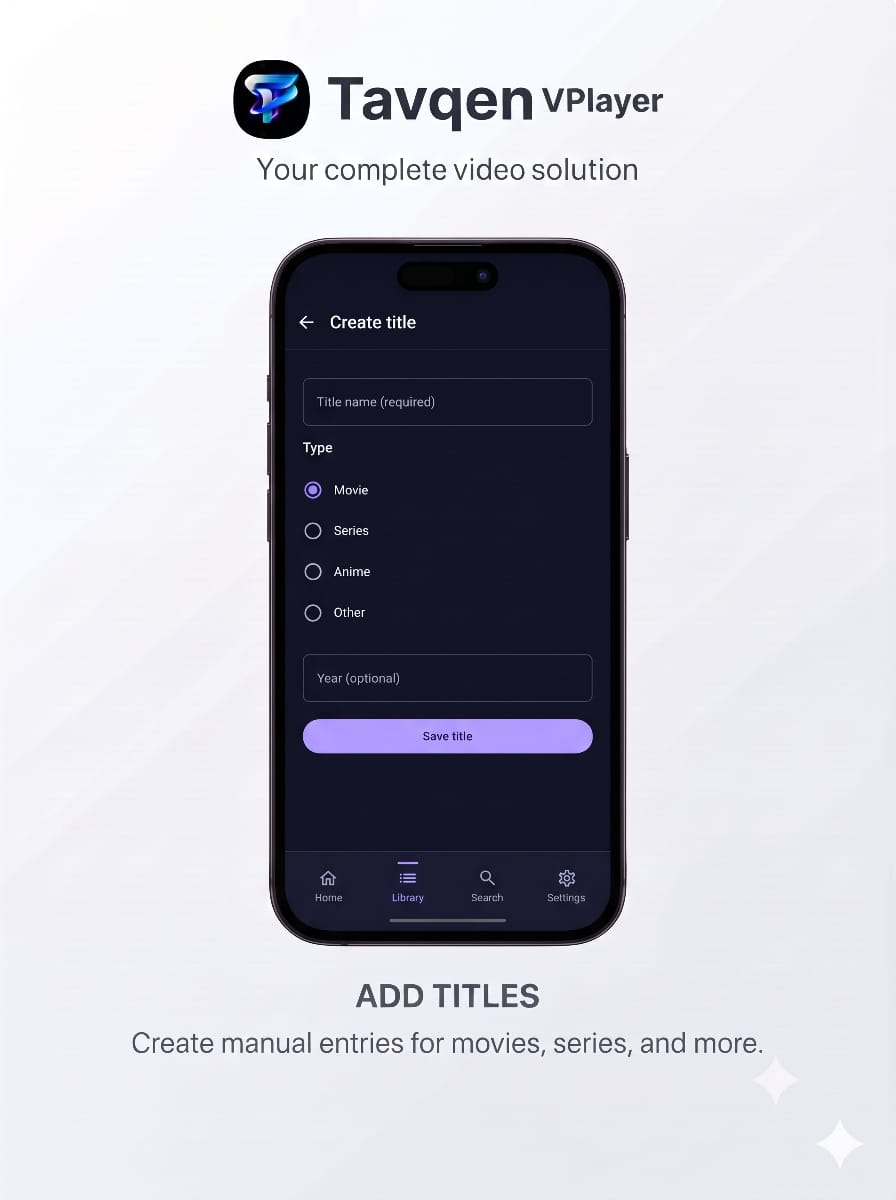 Tavqen VPlayer
Your complete video solution
Create title
Title name (required)
Type
Movie
Series
Anime
Other
Year (optional)
Save title
Home Library Search Settings
ADD TITLES
Create manual entries for movies, series, and more.